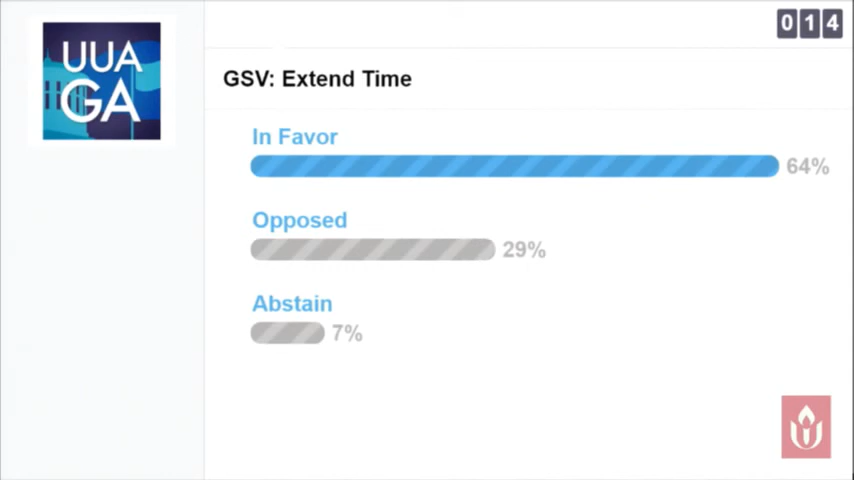 UUA
GA
014
GSV: Extend Time
In Favor
64%
Opposed
29%
Abstain
7%